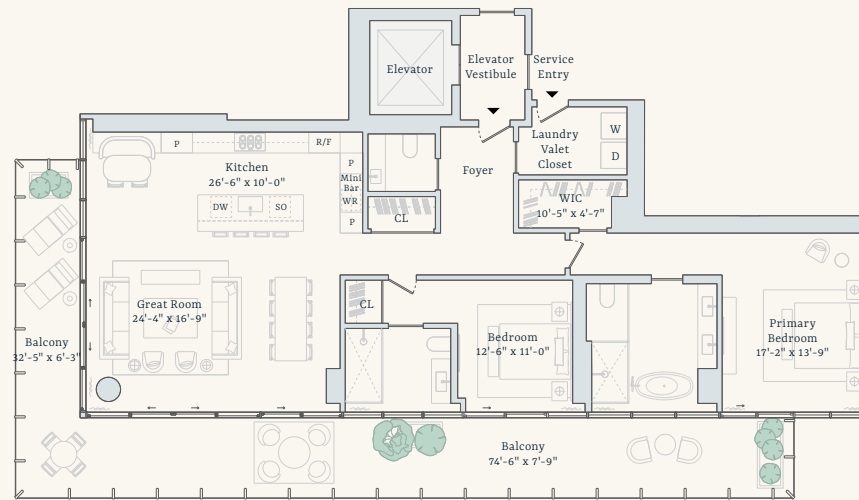 Elevator
Elevator
Vestibule
Service
Entry
W
D
Laundry
Valet
Closet
P
R/F
Kitchen
26'-6" x 10'-0"
P
Mini
Bar
WR
P
Foyer
DW
SO
CL
WIC
10'-5" x 4'-7"
Great Room
24'-4" x 16'-9"
CL
Balcony
32'-5" x 6'-3"
Bedroom
12'-6" x 11'-0"
Primary
Bedroom
17'-2" x 13'-9"
Balcony
74'-6" x 7'-9"